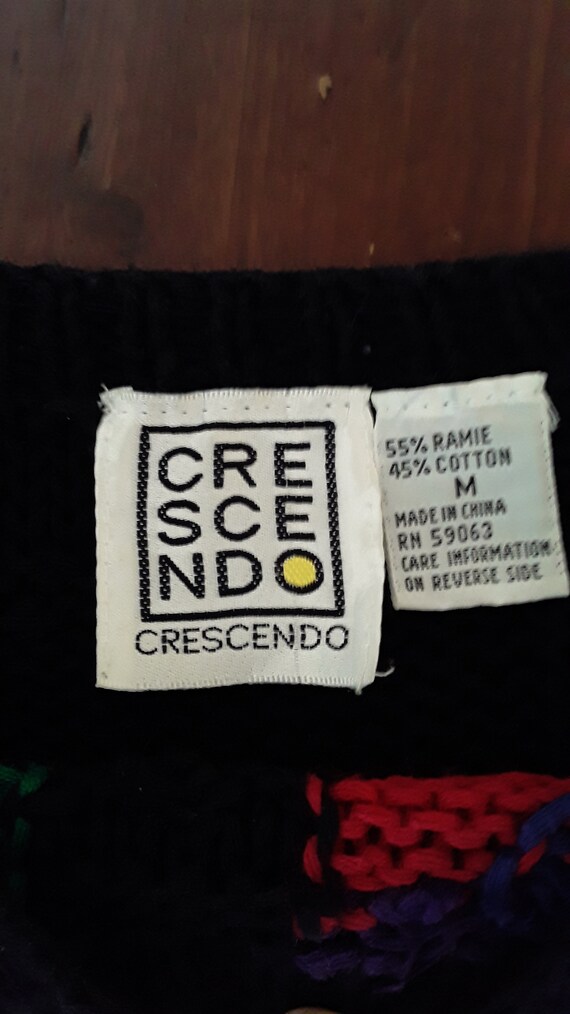 CRE
SCE
NDO
CRESCENDO
55% RAMIE
45% COTTON
M
MADE IN CHINA
RN 59063
CARE INFORMATION
ON REVERSE SIDE